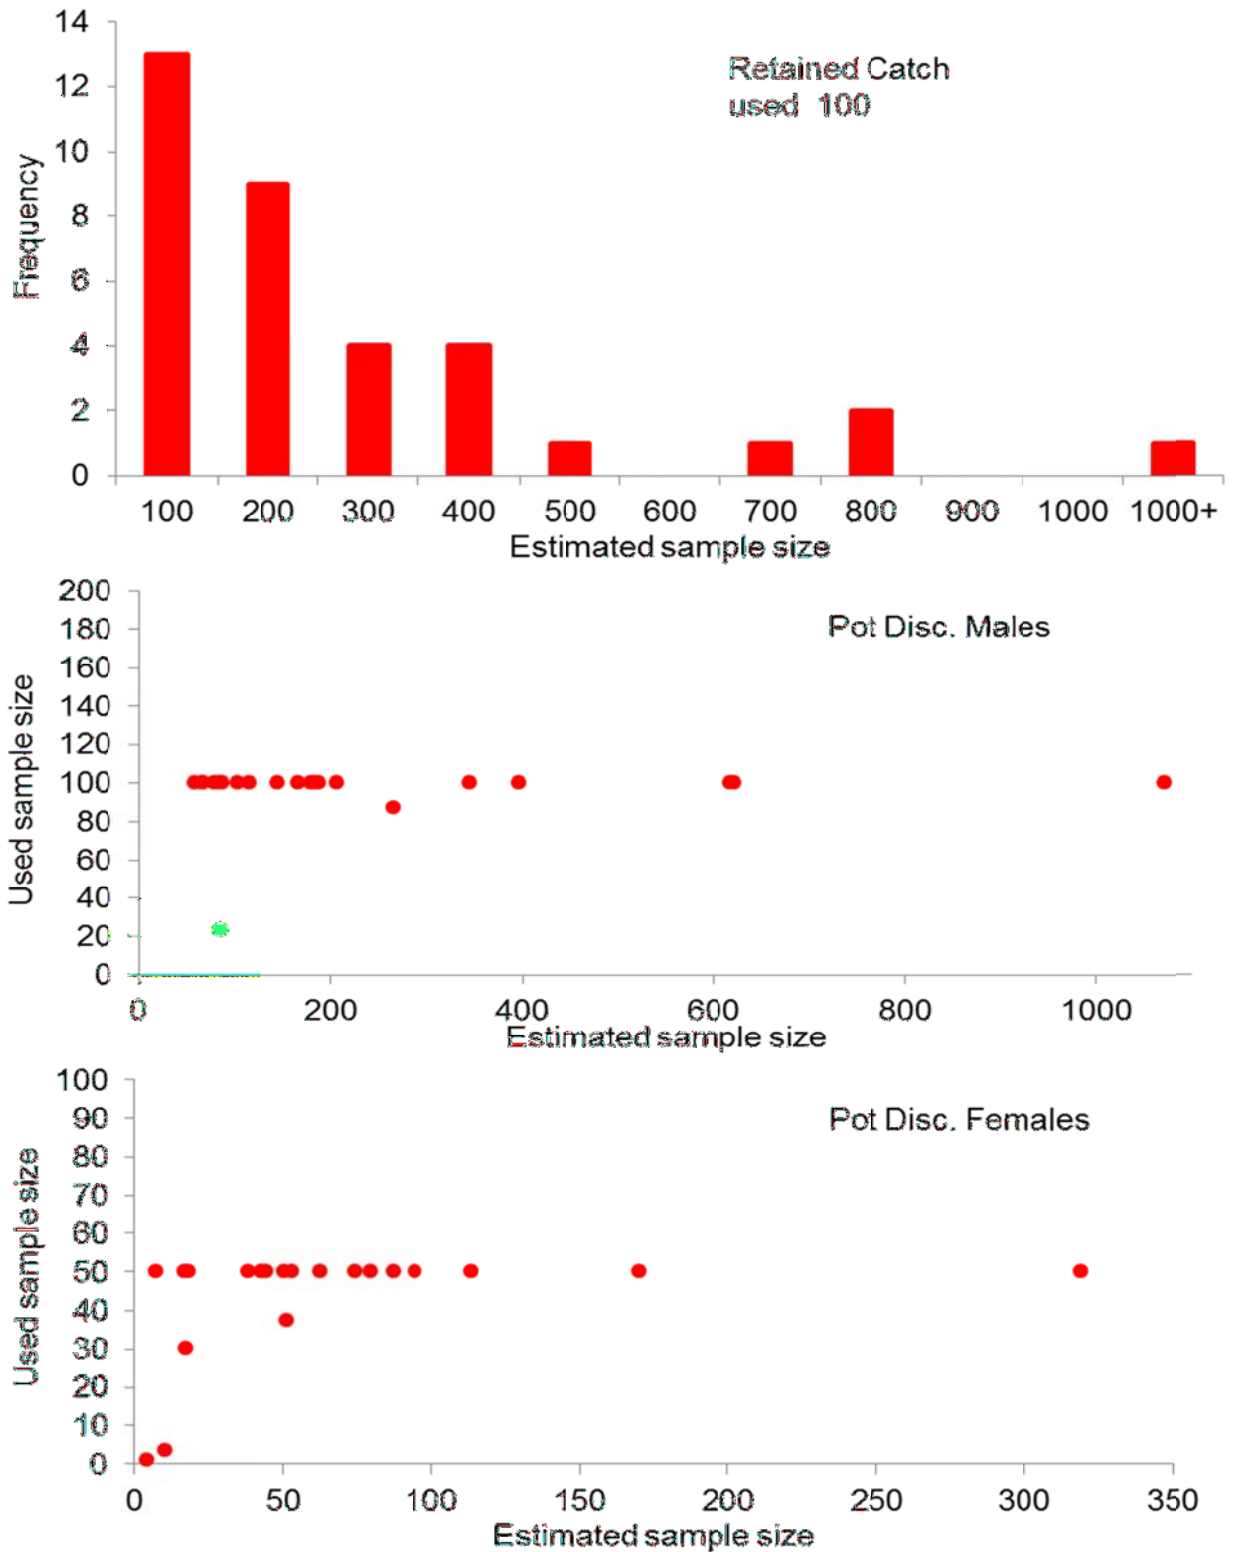 14
12
10
8
6
4
2
0
Frequency
Retained Catch
used 100
100 200 300 400 500 600 700 800 900 1000 1000+
Estimated sample size
200
180
160
140
120
100
80
60
40
20
0
Used sample size
Pot Disc. Males
0 200 400 600 800 1000
Estimated sample size
100
90
80
70
60
50
40
30
20
10
0
Used sample size
Pot Disc. Females
0 50 100 150 200 250 300 350
Estimated sample size